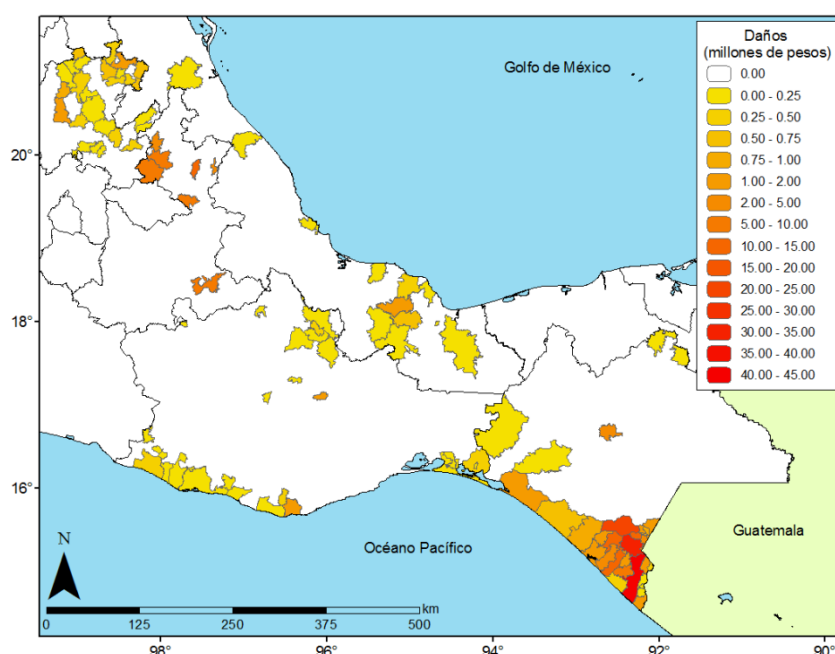 Daños
(millones de pesos)
0.00
0.00 - 0.25
0.25 - 0.50
0.50 - 0.75
0.75 - 1.00
1.00 - 2.00
2.00 - 5.00
5.00 - 10.00
10.00 - 15.00
15.00 - 20.00
20.00 - 25.00
25.00 - 30.00
30.00 - 35.00
35.00 - 40.00
40.00 - 45.00
Golfo de México
20°
18°
16°
Guatemala
Océano Pacífico
N
km
0 125 250 375 500
98° 96° 94° 92° 90°